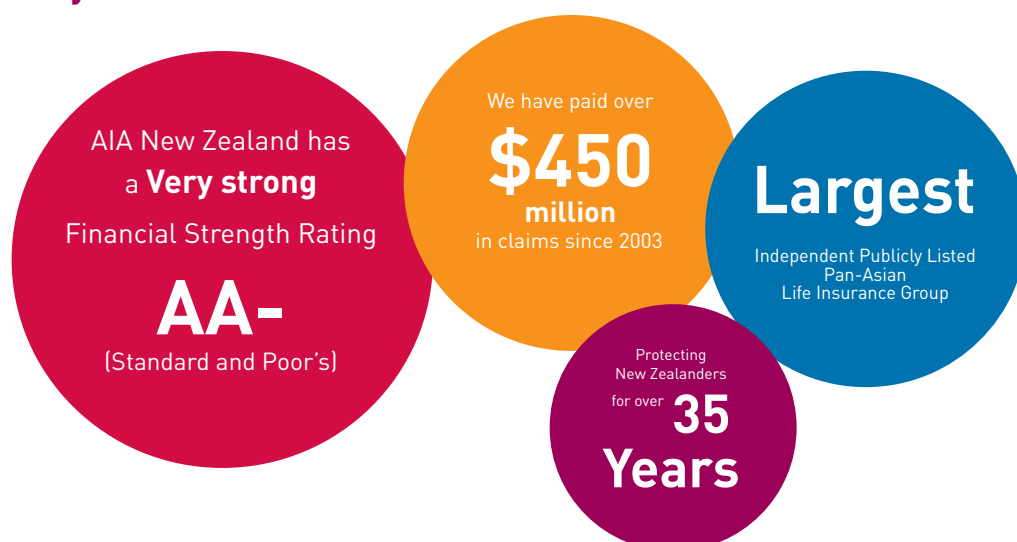 AIA New Zealand has
a Very strong
Financial Strength Rating
AA-
(Standard and Poor's)
We have paid over
$450
million
in claims since 2003
Largest
Independent Publicly Listed
Pan-Asian
Life Insurance Group
Protecting
New Zealanders
for over 35
Years